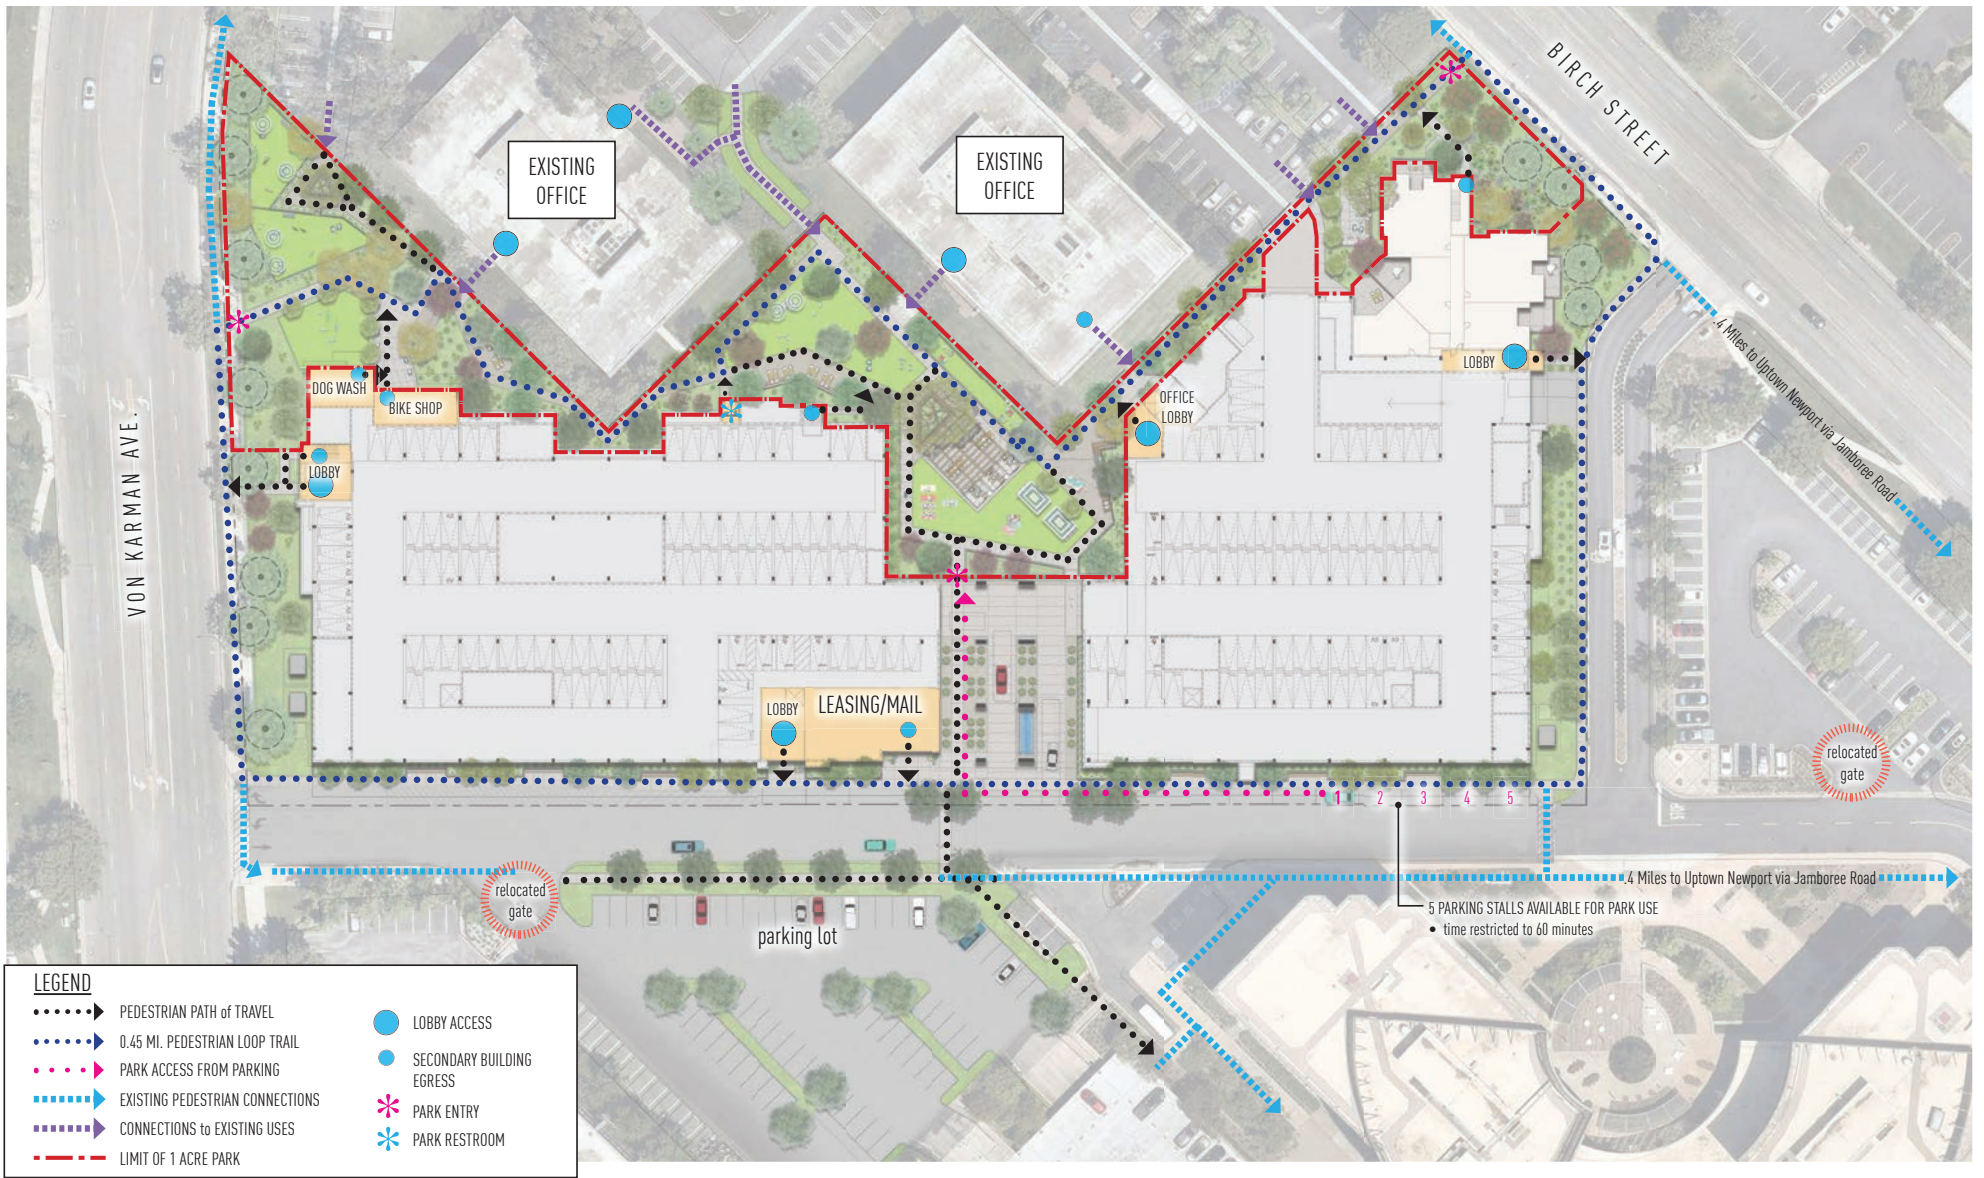 BIRCH STREET
EXISTING
OFFICE
EXISTING
OFFICE
.4 Miles to Uptown Newport via Jamboree Road
LOBBY
DOG WASH
BIKE SHOP
OFFICE
LOBBY
VON KARMAN AVE.
LOBBY
LOBBY
LEASING/MAIL
relocated
gate
1 2 3 4 5
relocated
gate
.4 Miles to Uptown Newport via Jamboree Road
5 PARKING STALLS AVAILABLE FOR PARK USE
• time restricted to 60 minutes
parking lot
LEGEND
PEDESTRIAN PATH of TRAVEL
0.45 MI. PEDESTRIAN LOOP TRAIL
PARK ACCESS FROM PARKING
EXISTING PEDESTRIAN CONNECTIONS
CONNECTIONS to EXISTING USES
LIMIT OF 1 ACRE PARK
LOBBY ACCESS
SECONDARY BUILDING
EGRESS
PARK ENTRY
PARK RESTROOM